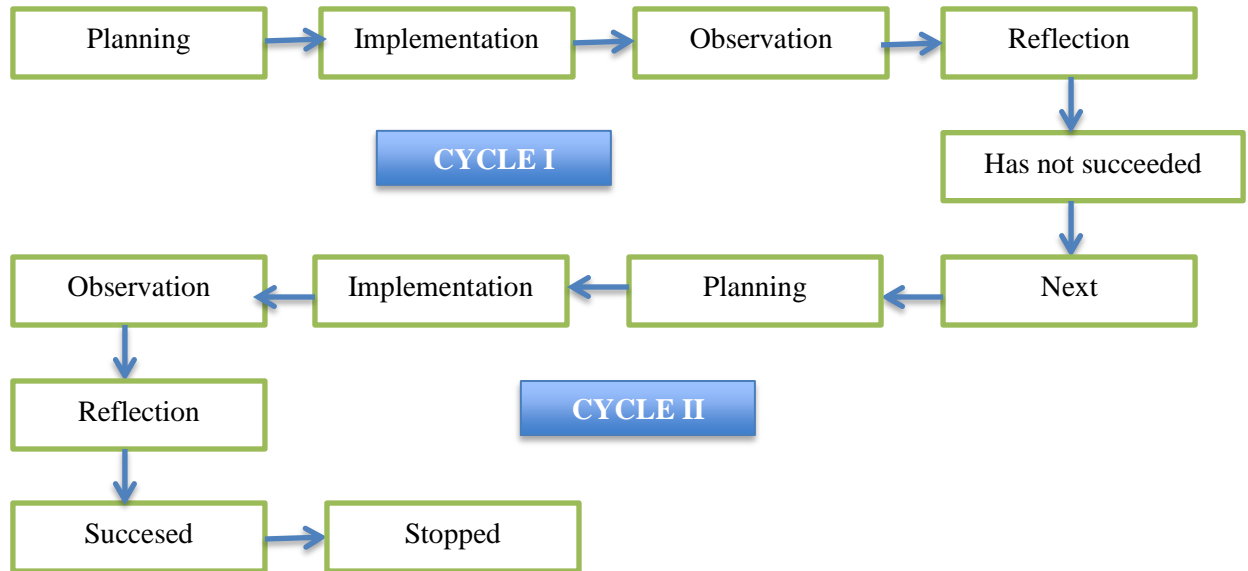 Planning
Implementation
Observation
Reflection
CYCLE I
Has not succeeded
Next
Planning
Implementation
Observation
Reflection
CYCLE II
Succesed
Stopped